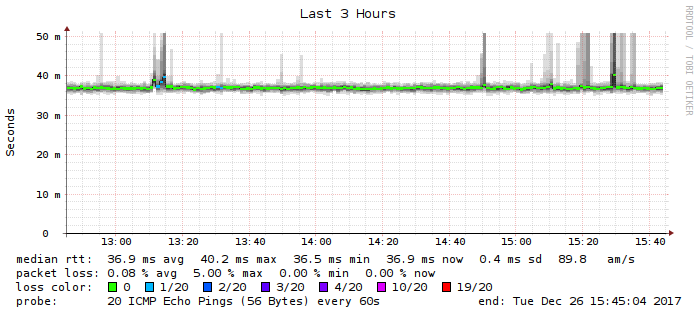 Last 3 Hours
RRDTOOL / TOBI OETIKER
Seconds
50 m
40 m
30 m
20 m
10 m
0
13:00 13:20 13:40 14:00 14:20 14:40 15:00 15:20 15:40
median rtt: 36.9 ms avg 40.2 ms max 36.5 ms min 36.9 ms now 0.4 ms sd 89.8 am/s
packet loss: 0.08 % avg 5.00 % max 0.00 % min 0.00 % now
loss color: 0 1/20 2/20 3/20 4/20 10/20 19/20
probe: 20 ICMP Echo Pings (56 Bytes) every 60s end: Tue Dec 26 15:45:04 2017